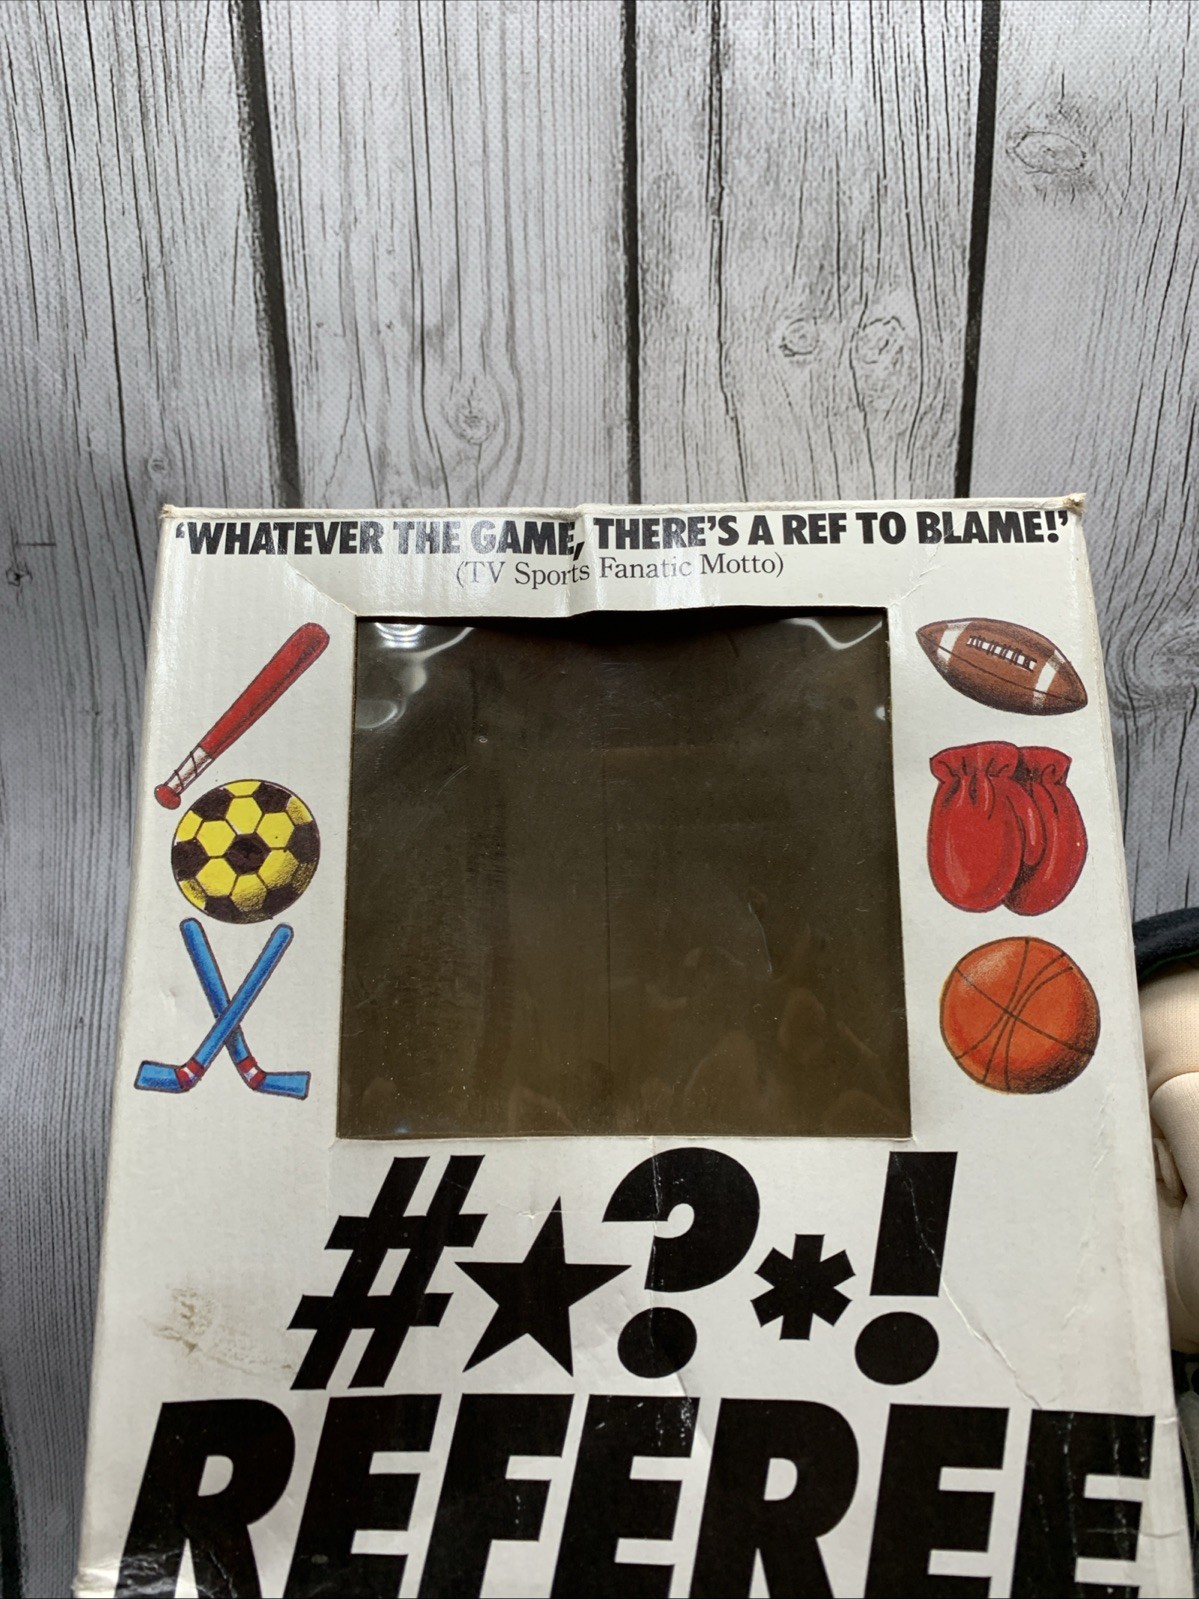 'WHATEVER THE GAME, THERE'S A REF TO BLAME!'
(TV Sports Fanatic Motto)
#★?*!
REFEREE